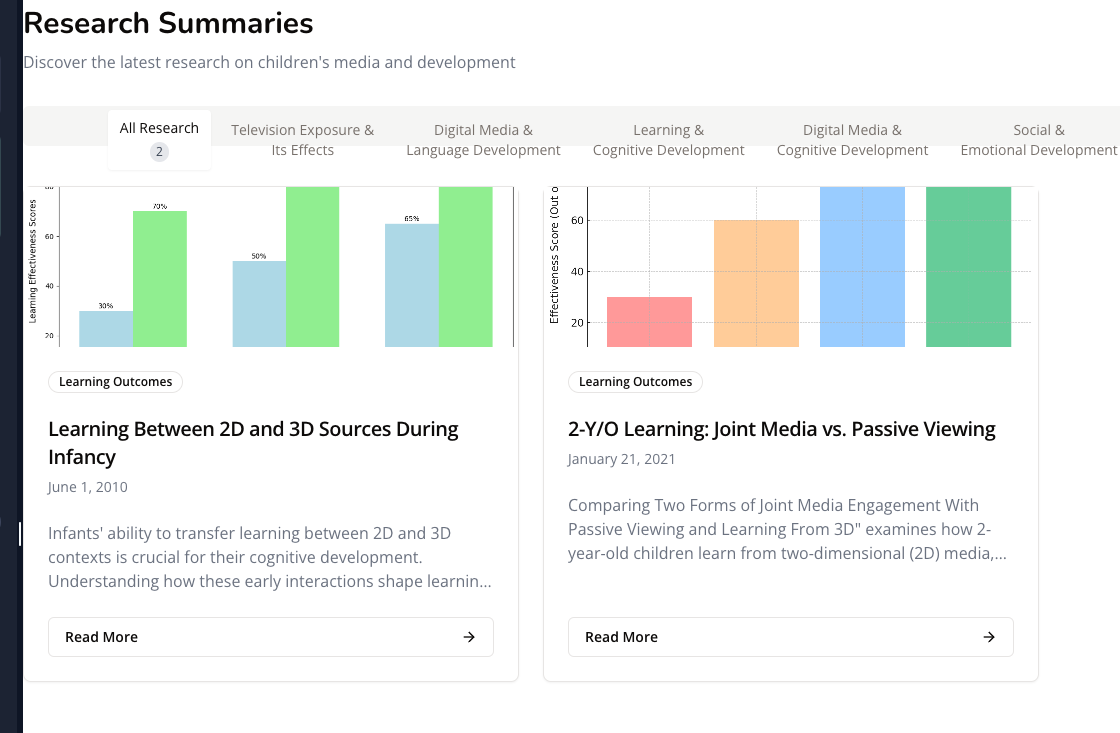 Research Summaries
Discover the latest research on children's media and development
All Research
2
Television Exposure &
Its Effects
Digital Media &
Language Development
Learning &
Cognitive Development
Digital Media &
Cognitive Development
Social &
Emotional Development
Learning Effectiveness Scores
60
40
20
30%
70%
50%
65%
Effectiveness Score (Out o
60
40
20
Learning Outcomes
Learning Between 2D and 3D Sources During
Infancy
June 1, 2010
Infants' ability to transfer learning between 2D and 3D
contexts is crucial for their cognitive development.
Understanding how these early interactions shape learnin...
Read More
Learning Outcomes
2-Y/O Learning: Joint Media vs. Passive Viewing
January 21, 2021
Comparing Two Forms of Joint Media Engagement With
Passive Viewing and Learning From 3D" examines how 2-
year-old children learn from two-dimensional (2D) media,...
Read More